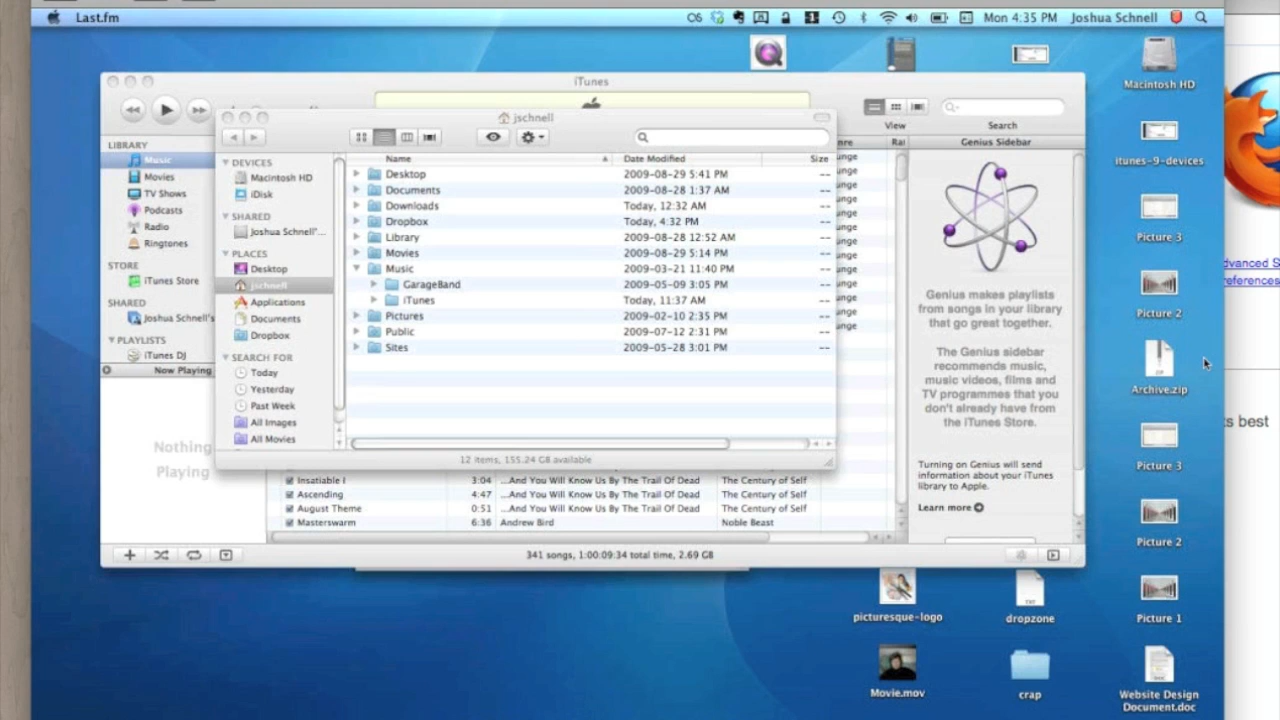 Last.fm
Mon 4:35 PM Joshua Schnell
iTunes
jschnell
View
Search
LIBRARY
Music
Movies
TV Shows
Podcasts
Radio
Ringtones
STORE
iTunes Store
SHARED
Joshua Schnell's
PLAYLISTS
iTunes DJ
Now Playing
Nothing
Playing
DEVICES
Macintosh HD
iDisk
SHARED
Joshua Schnell'...
PLACES
Desktop
jschnell
Applications
Documents
Dropbox
SEARCH FOR
Today
Yesterday
Past Week
All Images
All Movies
Name Date Modified Size
Desktop 2009-08-29 5:41 PM --
Documents 2009-08-28 1:37 AM --
Downloads Today, 12:32 AM --
Dropbox Today, 4:32 PM --
Library 2009-08-28 12:52 AM --
Movies 2009-08-29 5:14 PM --
Music 2009-03-21 11:40 PM --
GarageBand 2009-05-09 3:05 PM --
iTunes Today, 11:37 AM --
Pictures 2009-02-10 2:35 PM --
Public 2009-07-12 2:31 PM --
Sites 2009-05-28 3:01 PM --
12 items, 155.24 GB available
nre Rat
unge
unge
unge
unge
unge
unge
unge
unge
unge
unge
unge
unge
unge
Insatiable I 3:04 ...And You Will Know Us By The Trail Of Dead The Century of Self
Ascending 4:47 ...And You Will Know Us By The Trail Of Dead The Century of Self
August Theme 0:51 ...And You Will Know Us By The Trail Of Dead The Century of Self
Masterswarm 6:36 Andrew Bird Noble Beast
341 songs, 1:00:09:34 total time, 2.69 GB
Genius Sidebar
Genius makes playlists
from songs in your library
that go great together.
The Genius sidebar
recommends music,
music videos, films and
TV programmes that you
don't already have from
the iTunes Store.
Turning on Genius will send
information about your iTunes
library to Apple.
Learn more
Macintosh HD
itunes-9-devices
Picture 3
Picture 2
Archive.zip
Picture 3
Picture 2
Picture 1
picturesque-logo
dropzone
Movie.mov
crap
Website Design
Document.doc
dvanced S
references
s best